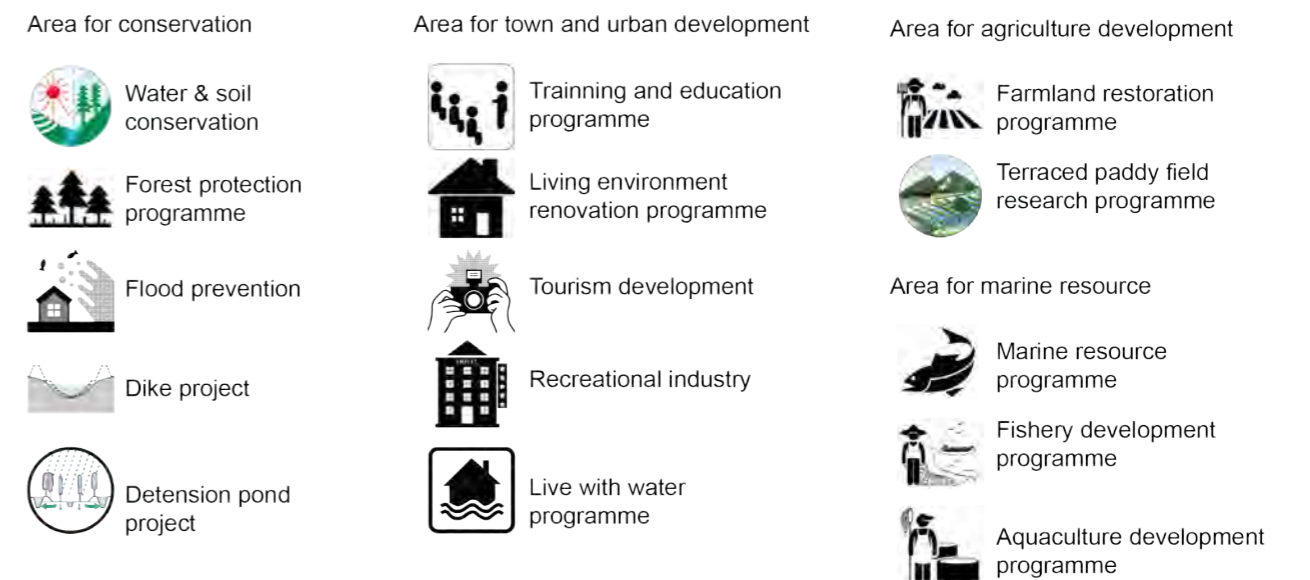 Area for conservation
Water & soil
conservation
Forest protection
programme
Flood prevention
Dike project
Detension pond
project
Area for town and urban development
Trainning and education
programme
Living environment
renovation programme
Tourism development
Recreational industry
Live with water
programme
Area for agriculture development
Farmland restoration
programme
Terraced paddy field
research programme
Area for marine resource
Marine resource
programme
Fishery development
programme
Aquaculture development
programme